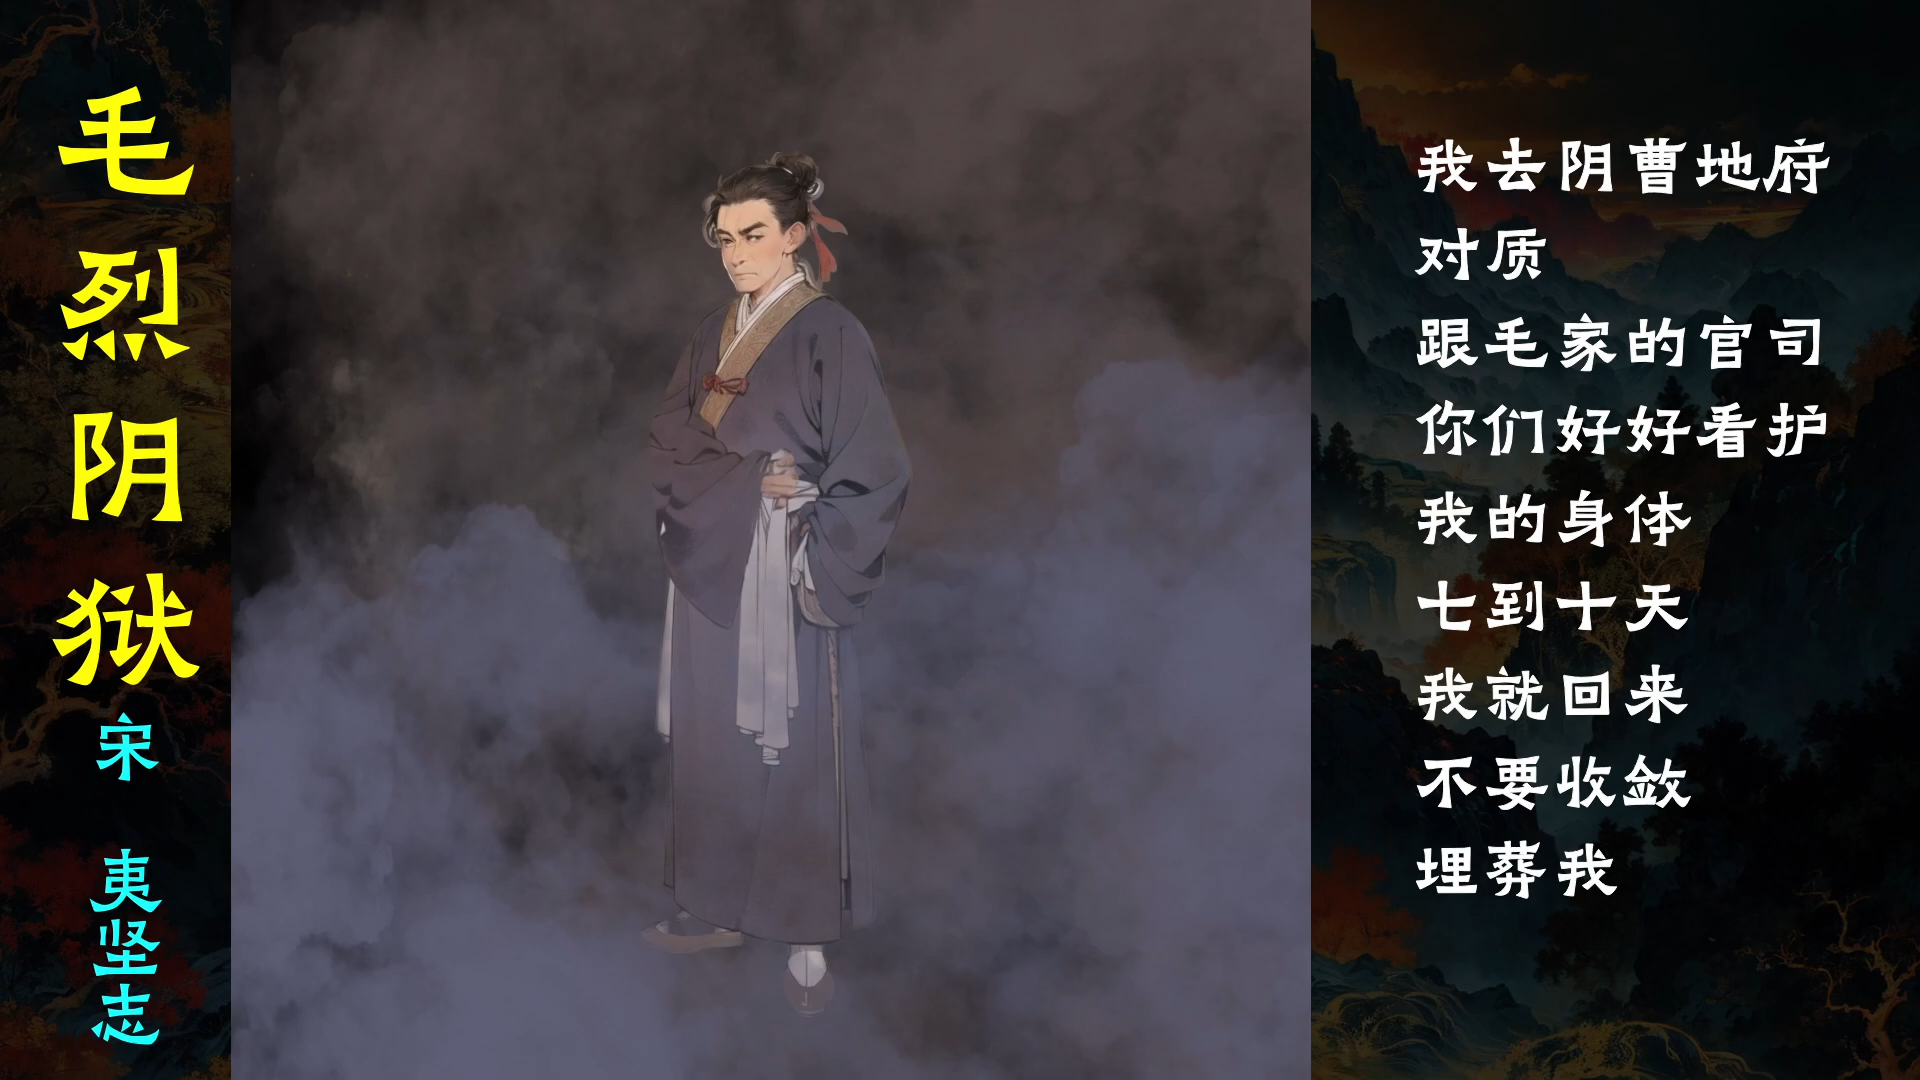 毛烈阴狱
宋 夷坚志
我去阴曹地府
对质
跟毛家的官司
你们好好看护
我的身体
七到十天
我就回来
不要收敛
埋葬我